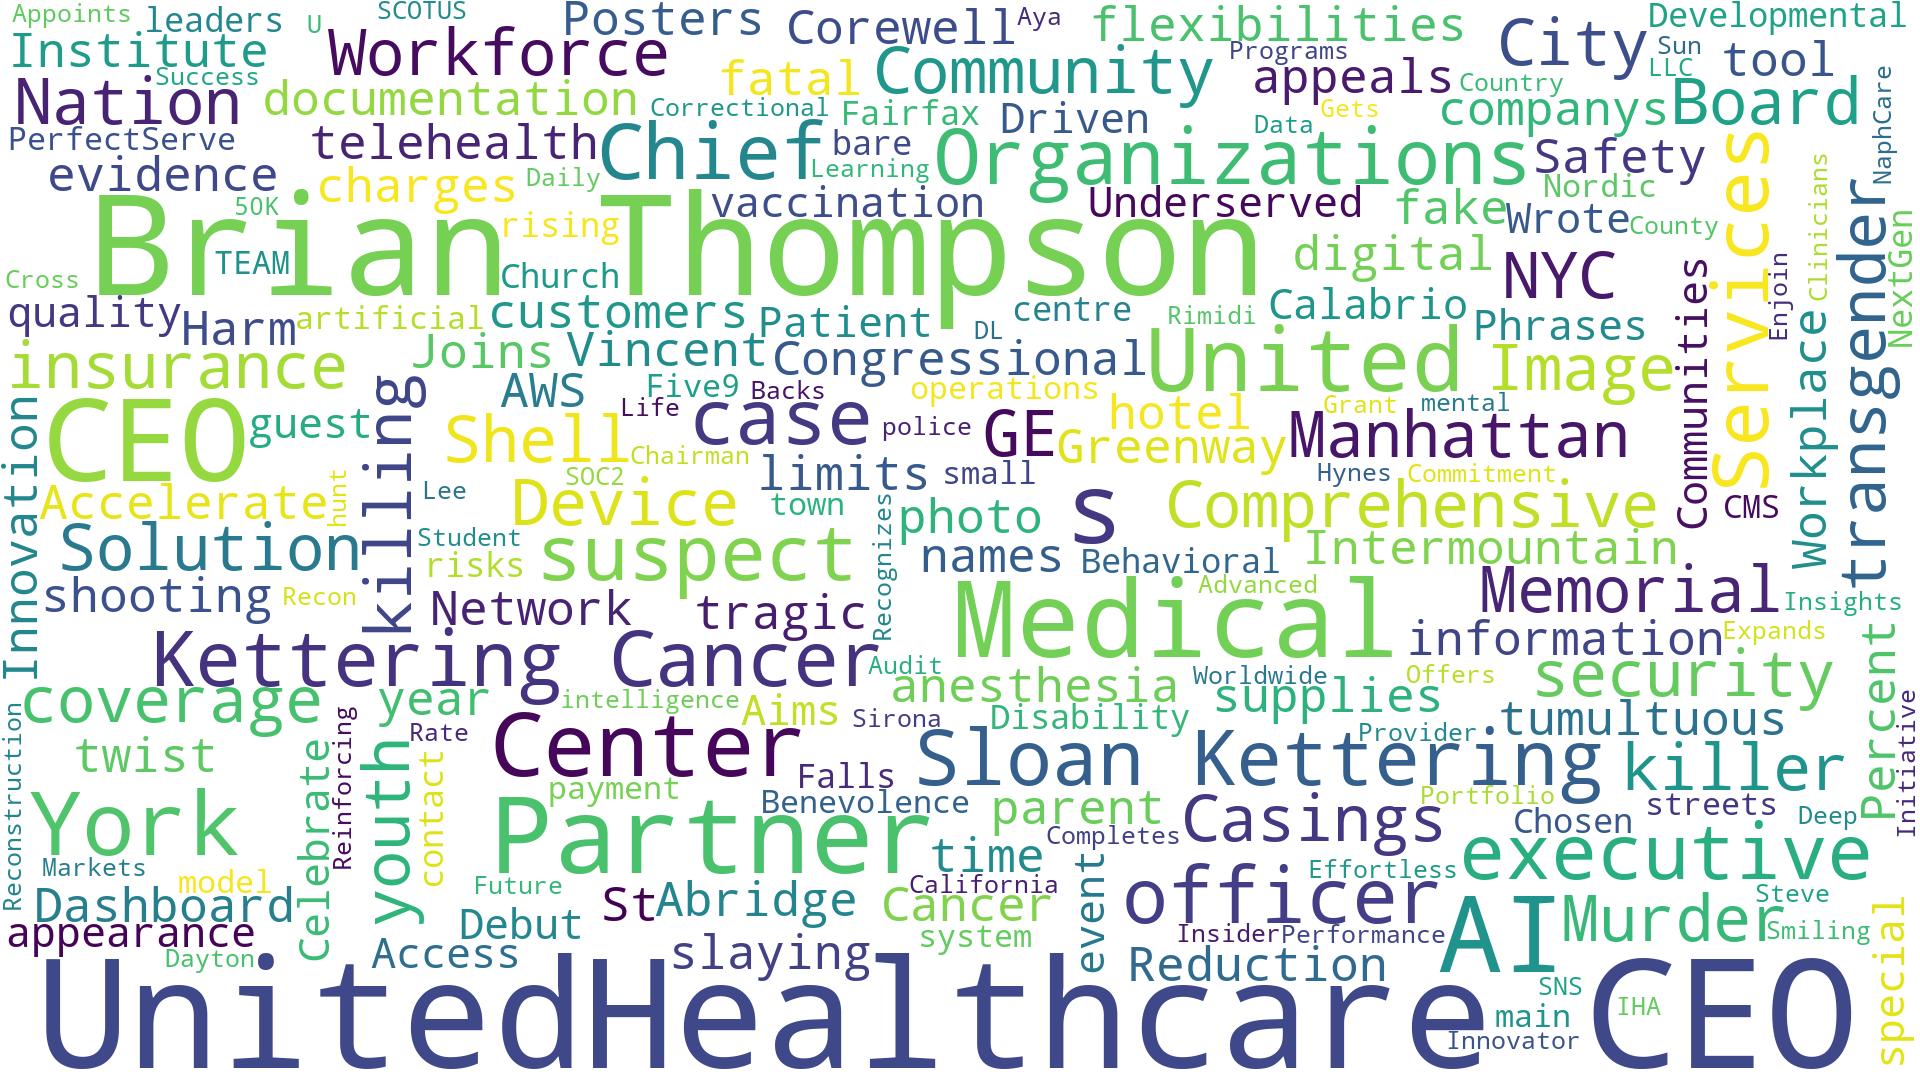 Appoints
leaders
U
SCOTUS
Posters
Corewell
Aya
flexibilities
City
Developmental
Institute
Success
Workforce
fatal
Community
Programs
appeals
Country
Sun
LLC
tool
Nation
documentation
Correctional
Fairfax
Driven
Data
Gets
companys
Board
PerfectServe
telehealth
Chief
bare
Learning
Organizations
Safety
NaphCare
evidence
charges
Daily
vaccination
Underserved
Nordic
fake
Wrote
County
Services
Clinicians
transgender
NextGen
50K
Brian Thompson
rising
TEAM
Church
digital
NYC
Cross
quality
Harm
artificial
customers
Patient
DL
centre
Rimidi
Calabrio
Phrases
Communities
Enjoin
Workplace
insurance
Joins
Vincent
Congressional
United
Image
Innovation
CEO
guest
killing
AWS
Five9
Backs
Life
case
operations
police
GE
hotel
Grant
mental
Greenway
Manhattan
Shell
Chairman
SOC2
limits
small
Hynes
Commitment
Accelerate
hunt
Lee
Device
town
Recognizes
photo
s
Comprehensive
CMS
Solution
Student
risks
suspect
names
Behavioral
Intermountain
shooting
Recon
Network
tragic
Medical
Advanced
Memorial
Insights
Kettering Cancer
Audit
information
Expands
coverage
year
intelligence
Aims
Sirona
anesthesia
Worldwide
supplies
Offers
security
Percent
Initiative
Reconstruction
twist
Celebrate
Reinforcing
youth
Rate
contact
Center
Falls
Disability
Sloan Kettering
Provider
tumultuous
killer
York
payment
Benevolence
parent
Completes
Casings
Portfolio
Chosen
streets
Deep
Partner
time
event
Effortless
executive
Markets
model
Dashboard
Future
St
Abridge
California
Cancer
officer
AI
Murder
Steve
Smiling
special
appearance
Dayton
Debut
Access
slaying
system
Insider
Performance
Reduction
UnitedHealthcare CEO
SNS
main
IHA
Innovator